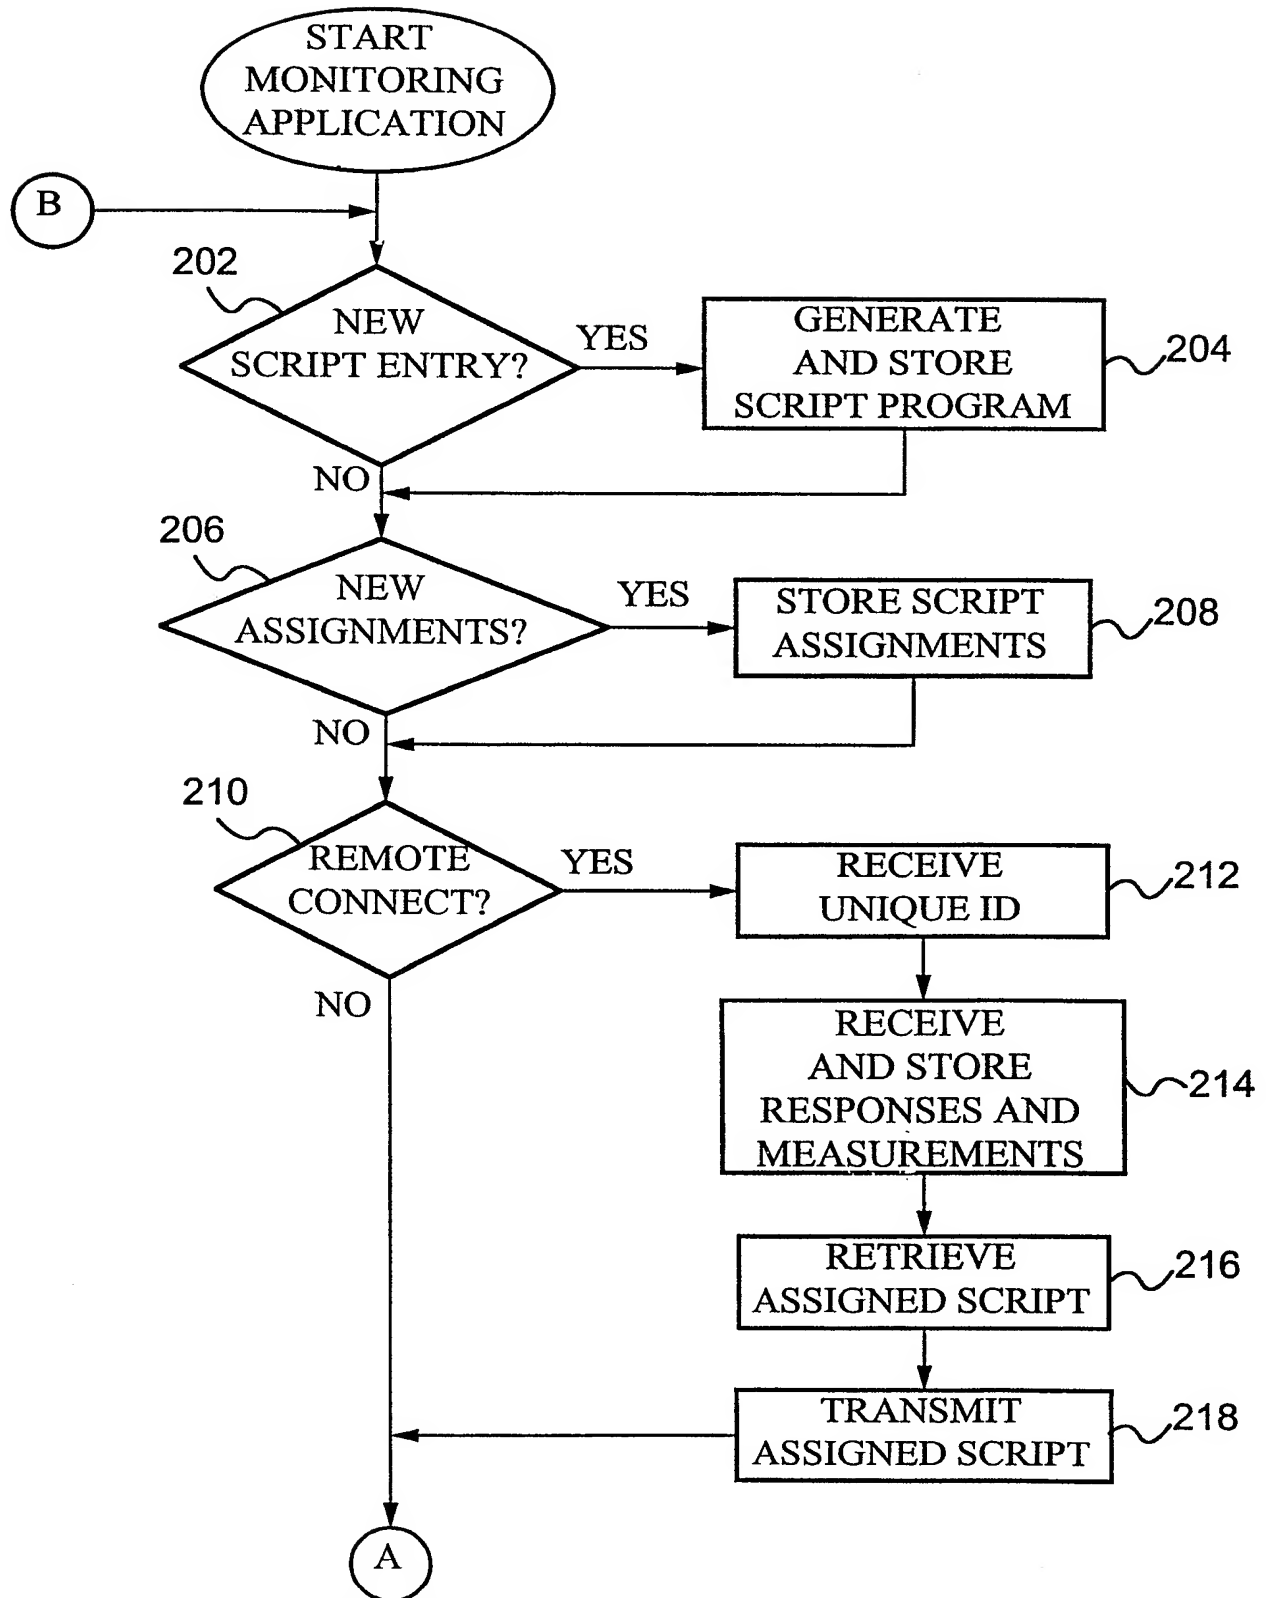 START
MONITORING
APPLICATION
B
202
NEW
SCRIPT ENTRY?
YES
GENERATE
AND STORE
SCRIPT PROGRAM
204
NO
206
NEW
ASSIGNMENTS?
YES
STORE SCRIPT
ASSIGNMENTS
208
NO
210
REMOTE
CONNECT?
YES
RECEIVE
UNIQUE ID
212
NO
RECEIVE
AND STORE
RESPONSES AND
MEASUREMENTS
214
RETRIEVE
ASSIGNED SCRIPT
216
TRANSMIT
ASSIGNED SCRIPT
218
A